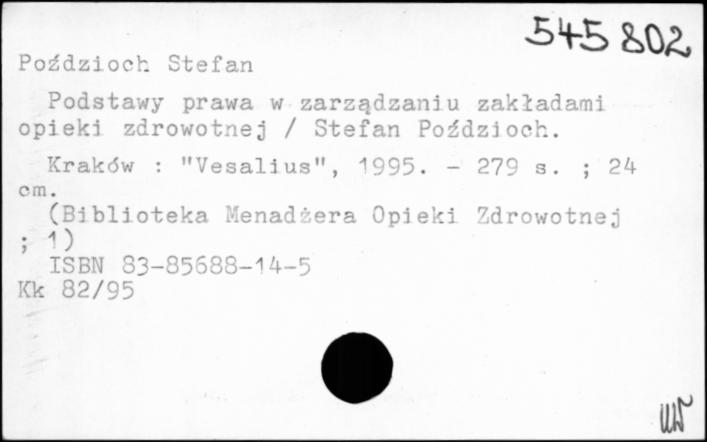 545 802
Poździoch Stefan
Podstawy prawa w zarządzaniu zakładami
opieki zdrowotnej / Stefan Poździoch.
Kraków : "Vesalius", 1995. - 279 s. ; 24
cm.
(Biblioteka Menadżera Opieki Zdrowotnej
; 1)
ISBN 83-85688-14-5
Kk 82/95